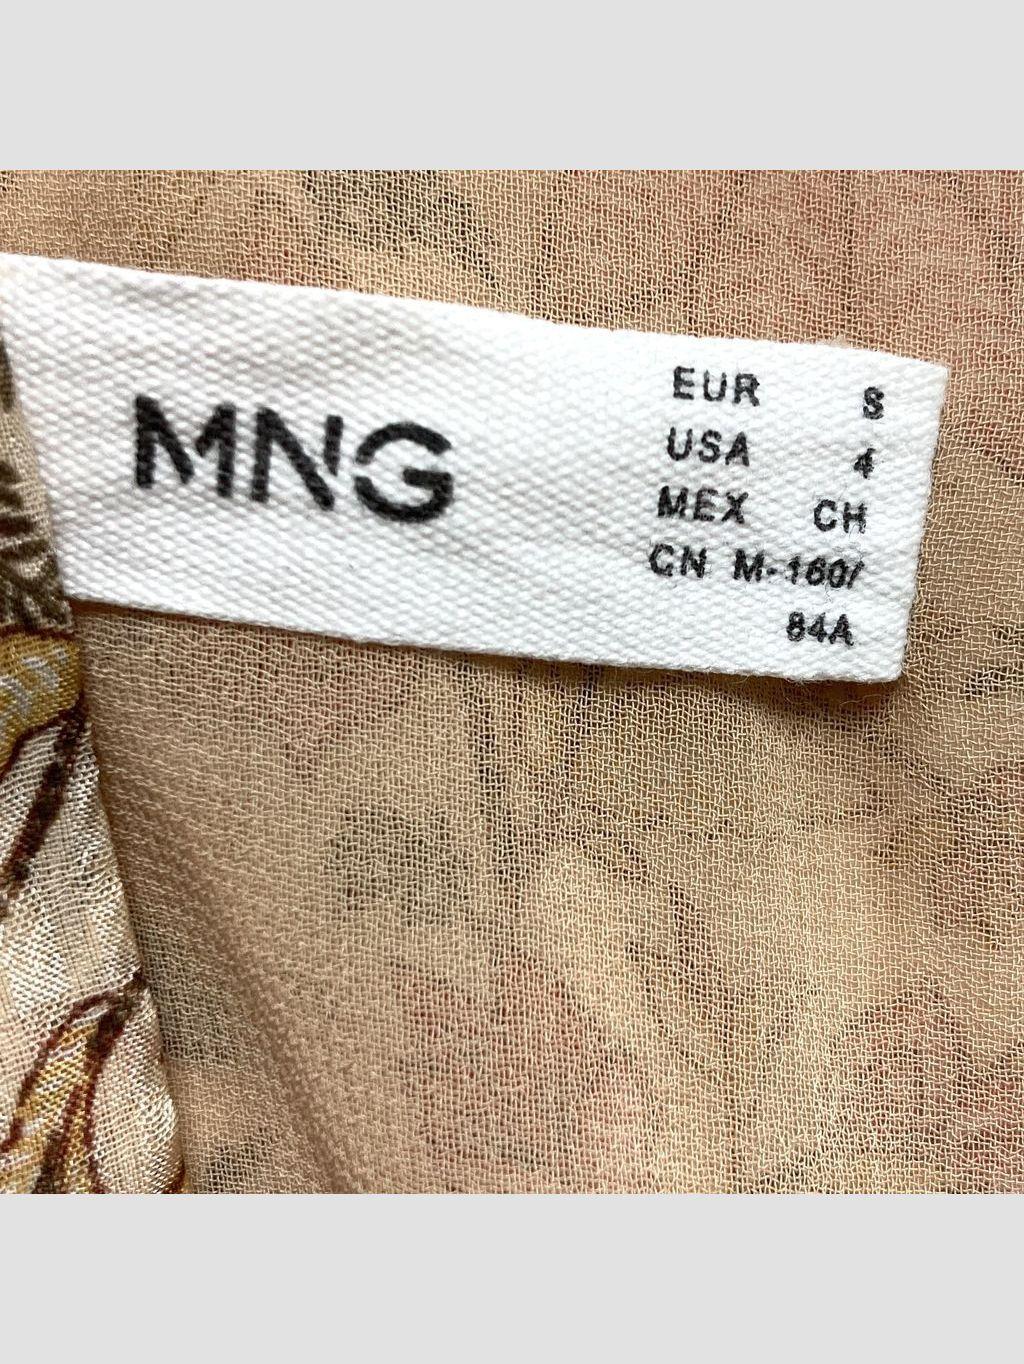 MNG
EUR S
USA 4
MEX CH
CN M-160/
84A